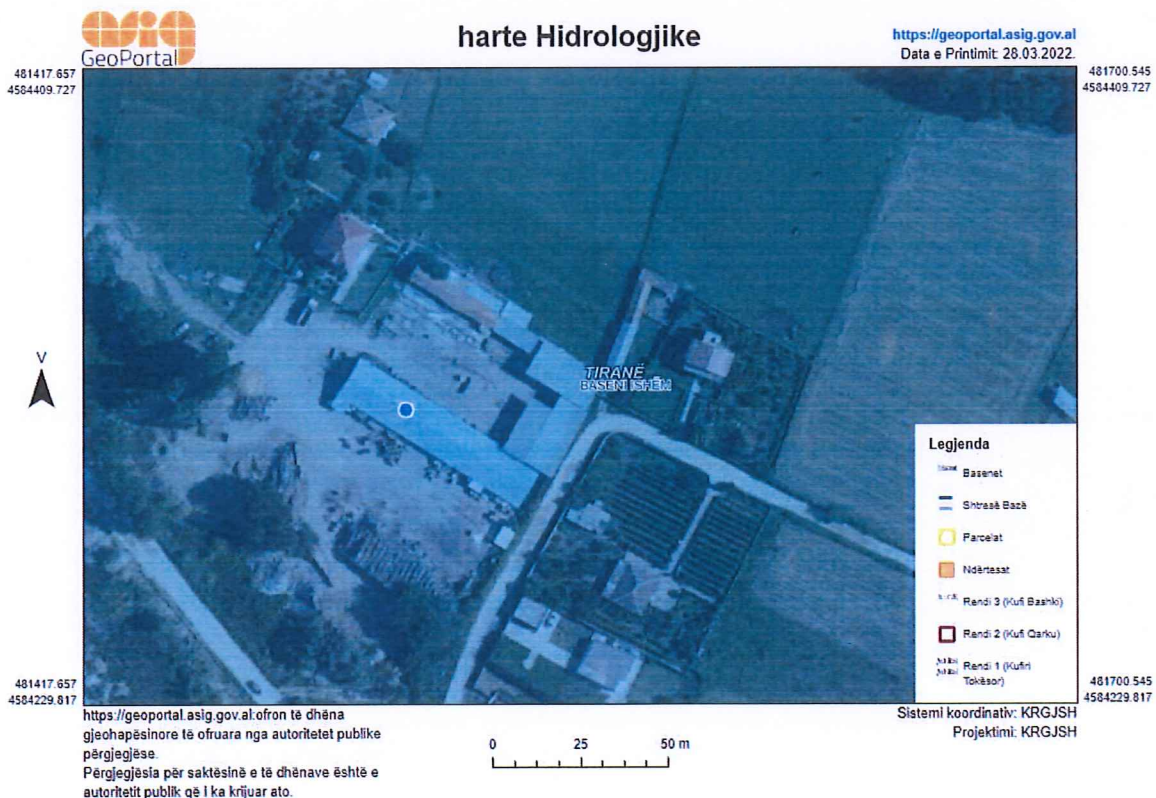 asig
GeoPortal
harte Hidrologjike
https://geoportal.asig.gov.al
Data e Printimit: 28.03.2022.
481417.657
4584409.727
481700.545
4584409.727
V
TIRANË
BASENI ISHËM
Legjenda
Basenet
Shtresë Bazë
Parcelat
Ndërtesat
Rendi 3 (Kufi Bashki)
Rendi 2 (Kufi Qarku)
Rendi 1 (Kufiri
Tokësor)
481417.657
4584229.817
481700.545
4584229.817
https://geoportal.asig.gov.al:ofron të dhëna
gjeohapësinore të ofruara nga autoritetet publike
përgjegjëse.
Përgjegjësia për saktësinë e të dhënave është e
autoritetit publik që i ka krijuar ato.
0 25 50 m
Sistemi koordinativ: KRGJSH
Projektimi: KRGJSH